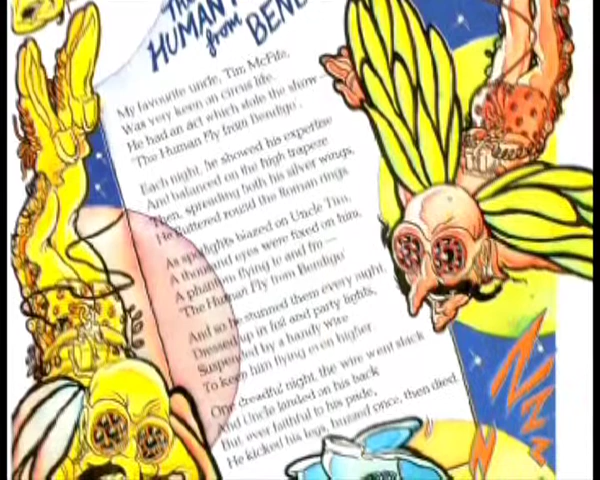 The
HUMAN
from
BEND
My favourite uncle, Tim McFife,
Was very keen on circus life.
He had an act which stole the show —
'The Human Fly from Bendigo'.
Each night, he showed his expertise
And balanced on the high trapeze
Then, spreading both his silver wings,
He fluttered round the Roman rings
As spotlights blazed on Uncle Tim,
A thousand eyes were fixed on him,
A phantom flying to and fro —
The Human Fly from Bendigo'
And so he stunned them every night,
Dressed up in foil and party lights,
Suspended by a handy wire
To keep him flying even higher.
One dreadful night, the wire went slack
And Uncle landed on his back
But, ever faithful to his pride,
He kicked his legs, buzzed once, then died.